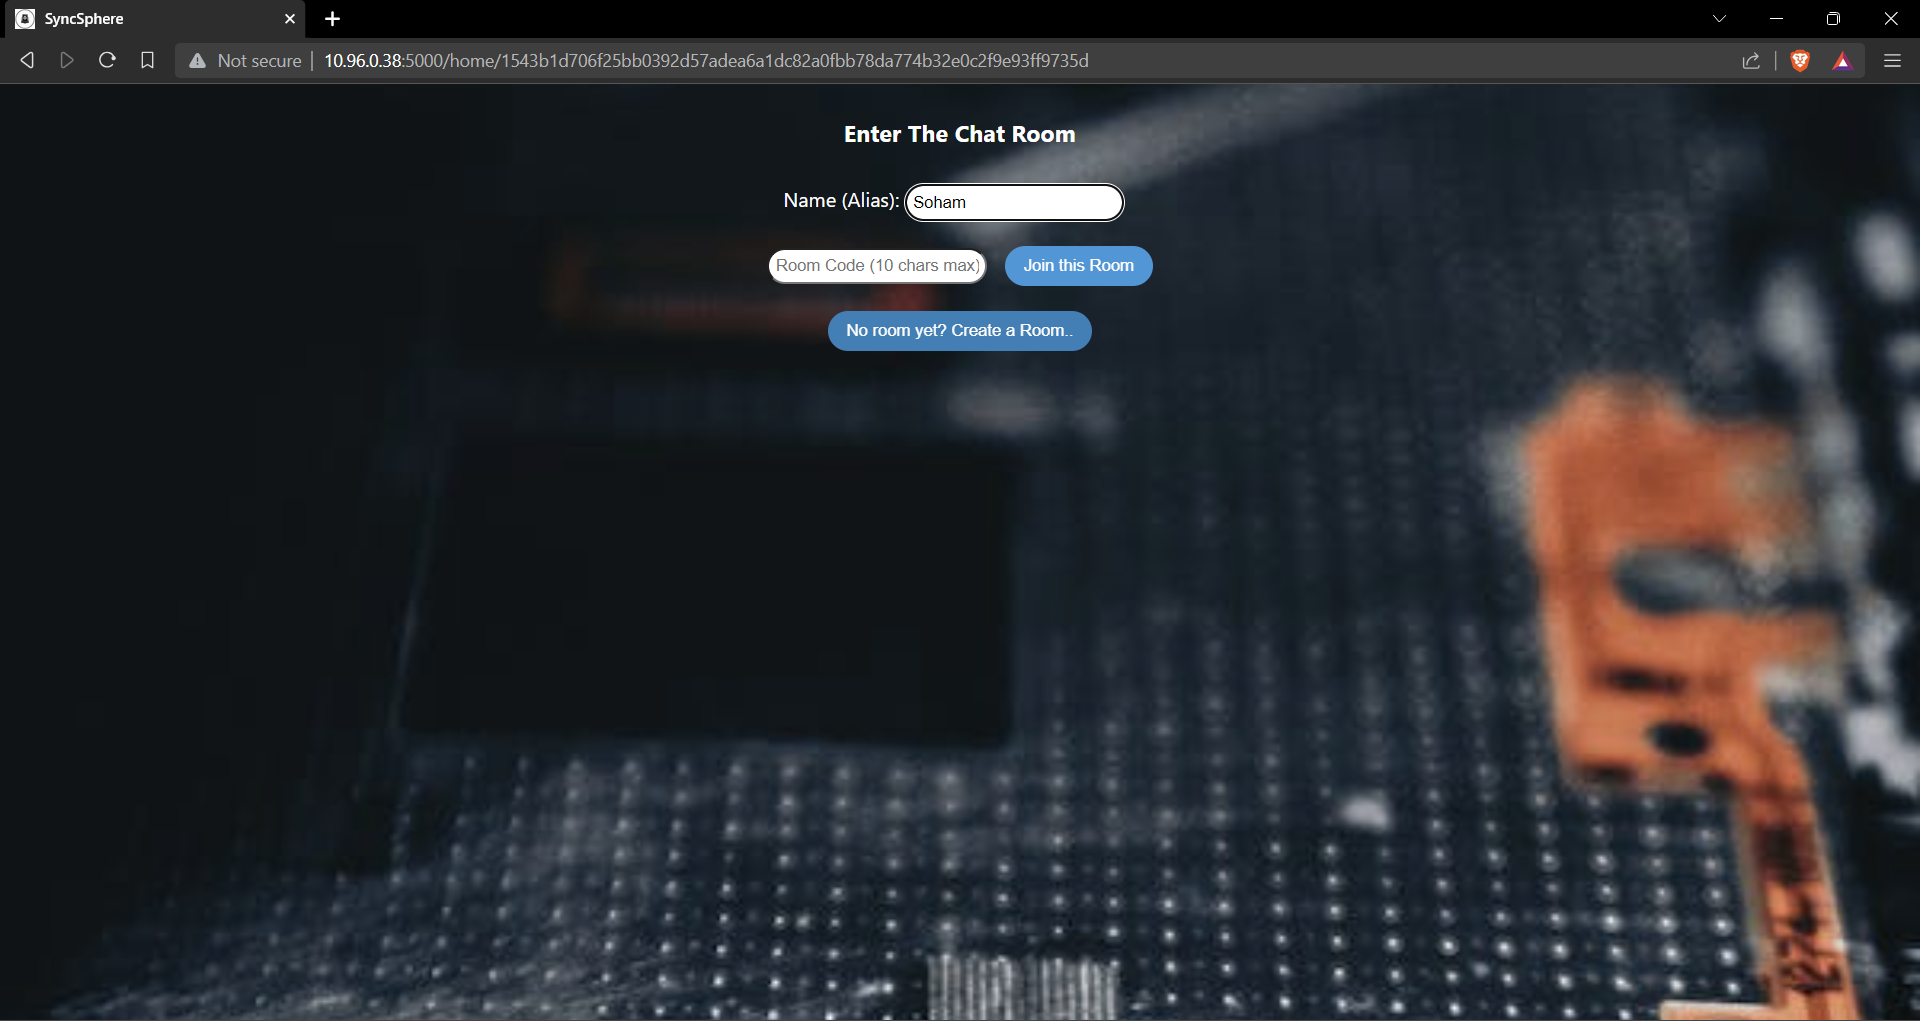 SyncSphere
Not secure
10.96.0.38:5000/home/1543b1d706f25bb0392d57adea6a1dc82a0fbb78da774b32e0c2f9e93ff9735d
Enter The Chat Room
Name (Alias): Soham
Room Code (10 chars max) Join this Room
No room yet? Create a Room..